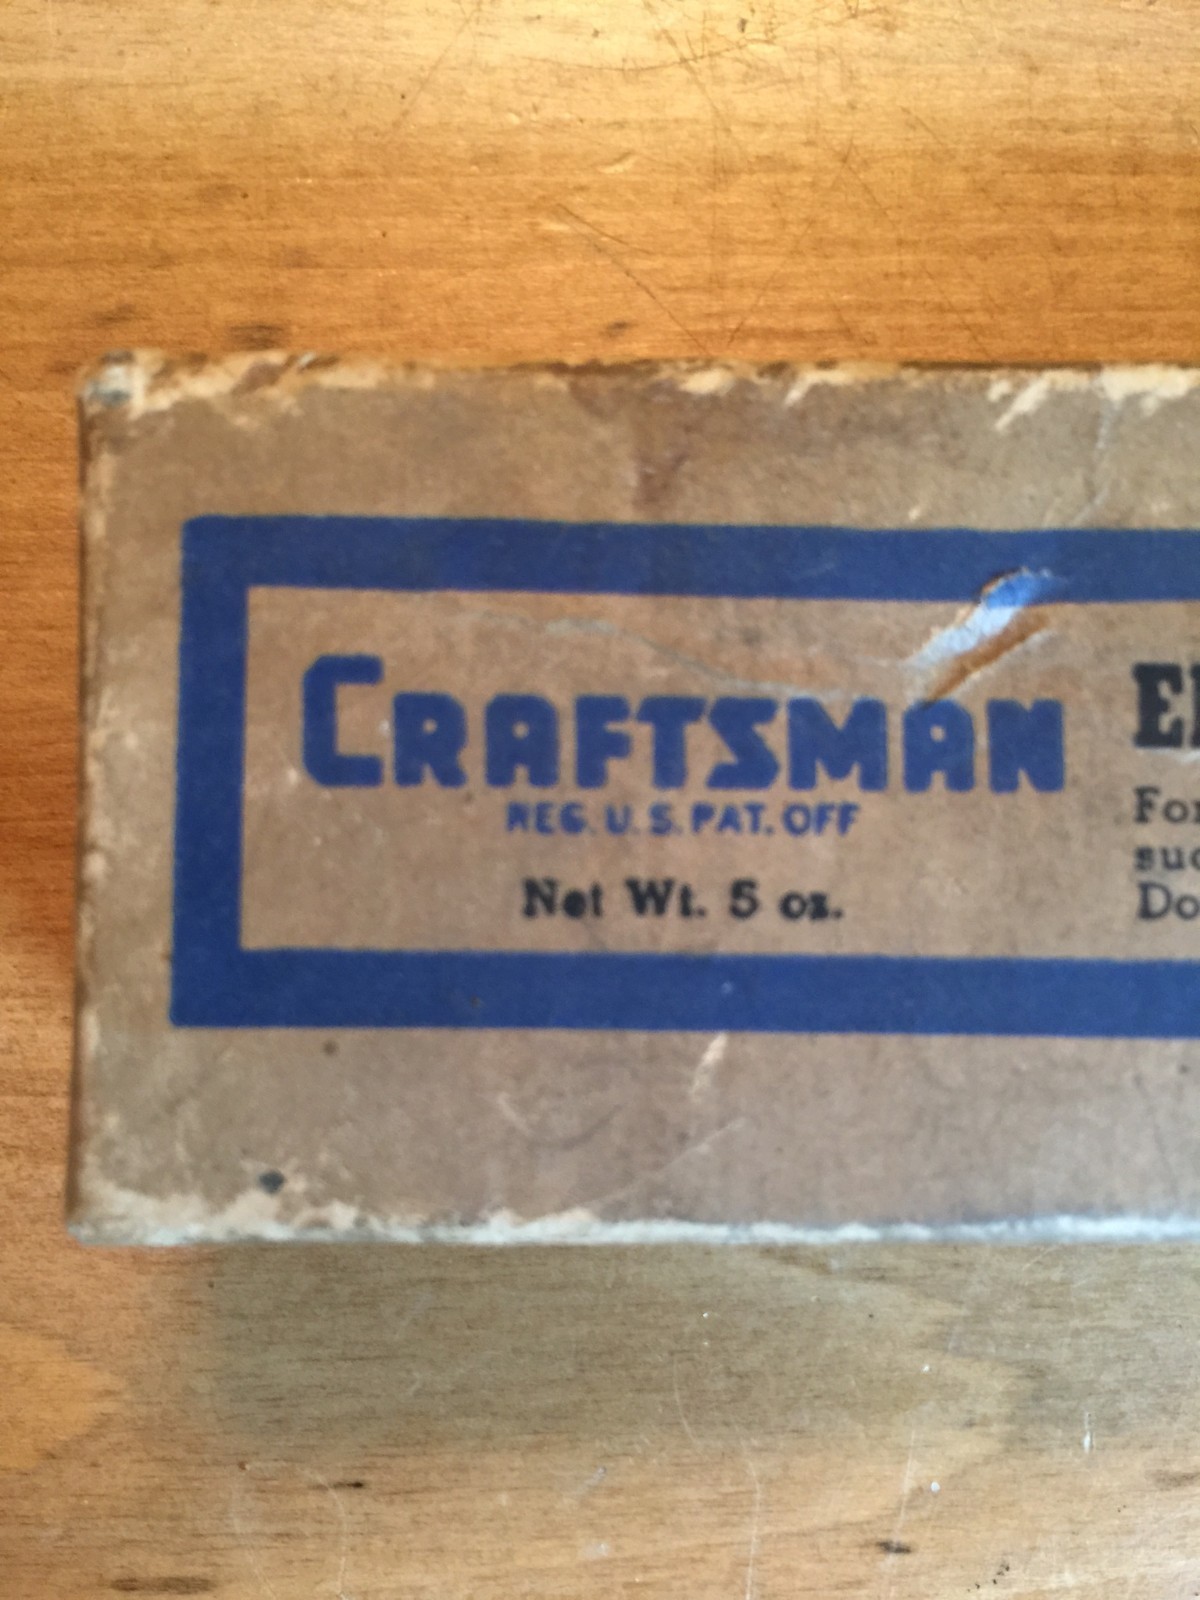 CRAFTSMAN
REG. U.S. PAT. OFF
Net Wt. 5 oz.